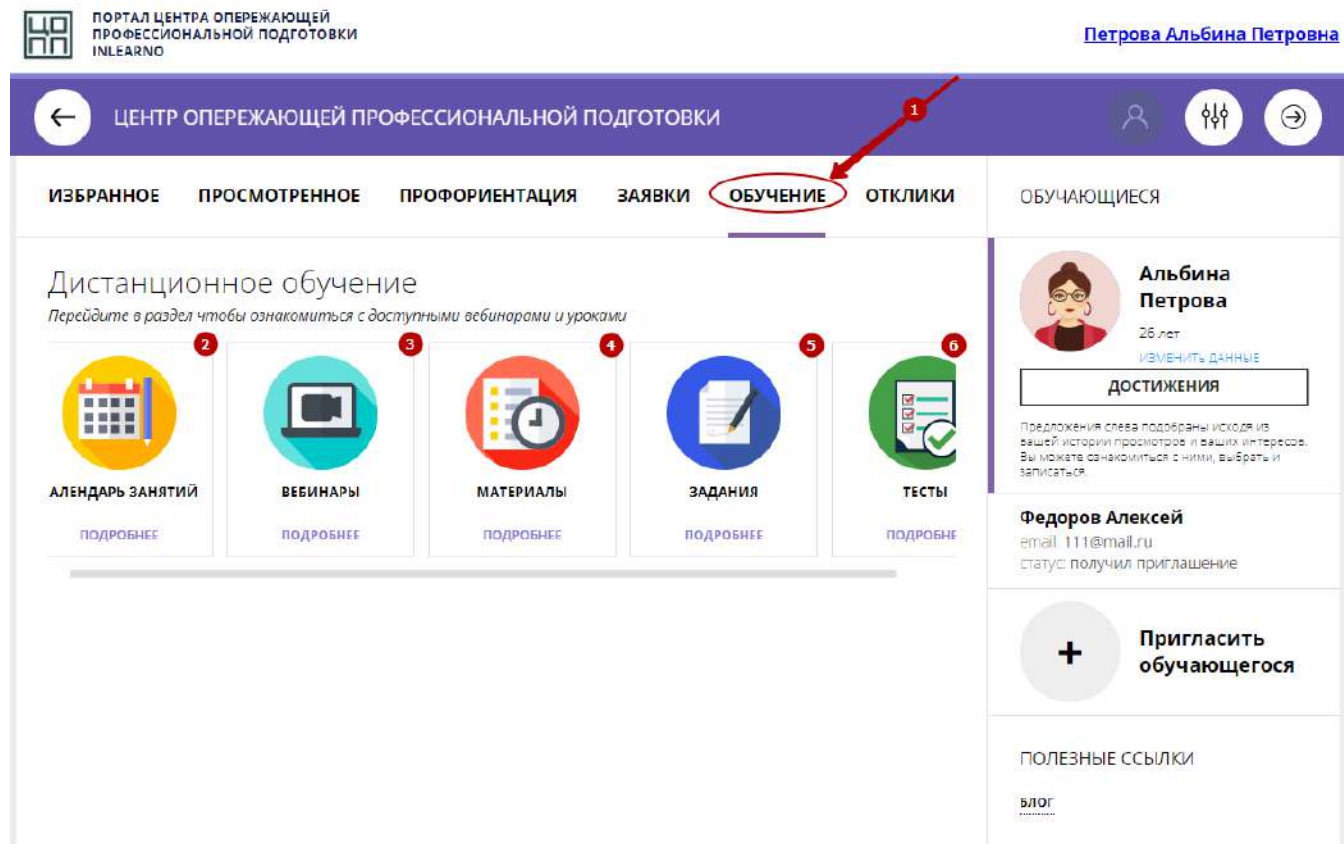 ПОРТАЛ ЦЕНТРА ОПЕРЕЖАЮЩЕЙ
ПРОФЕССИОНАЛЬНОЙ ПОДГОТОВКИ
INLEARNO
ЦОПП
Петрова Альбина Петровна
ЦЕНТР ОПЕРЕЖАЮЩЕЙ ПРОФЕССИОНАЛЬНОЙ ПОДГОТОВКИ
1
ИЗБРАННОЕ ПРОСМОТРЕННОЕ ПРОФОРИЕНТАЦИЯ ЗАЯВКИ ОБУЧЕНИЕ ОТКЛИКИ
Дистанционное обучение
Перейдите в раздел чтобы ознакомиться с доступными вебинарами и уроками
2 3 4 5 6
АЛЕНДАРЬ ЗАНЯТИЙ ВЕБИНАРЫ МАТЕРИАЛЫ ЗАДАНИЯ ТЕСТЫ
ПОДРОБНЕЕ ПОДРОБНЕЕ ПОДРОБНЕЕ ПОДРОБНЕЕ ПОДРОБНЕ
ОБУЧАЮЩИЕСЯ
Альбина
Петрова
26 лет
ИЗМЕНИТЬ ДАННЫЕ
ДОСТИЖЕНИЯ
Предложения слева подобраны исходя из
вашей истории просмотров и ваших интересов.
Вы можете ознакомиться с ними, выбрать и
записаться.
Федоров Алексей
email: 111@mail.ru
статус: получил приглашение
+
Пригласить
обучающегося
ПОЛЕЗНЫЕ ССЫЛКИ
БЛОГ